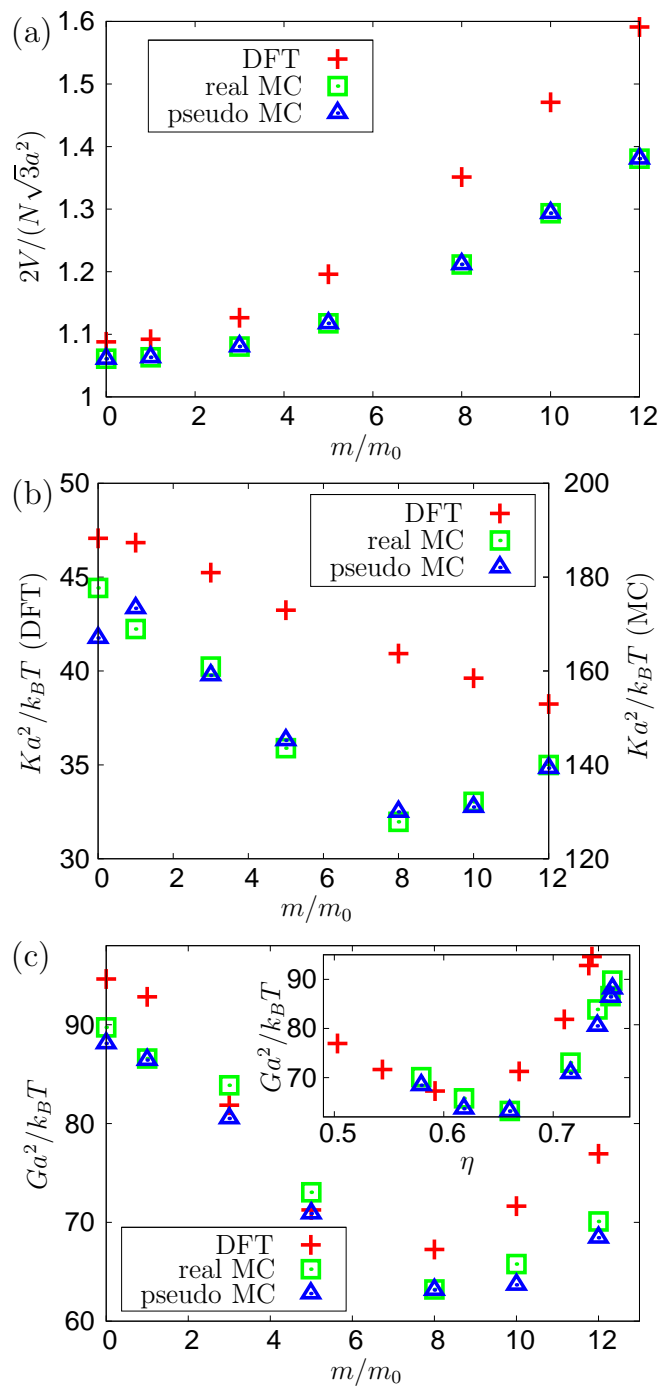 (a)
1.6
1.5
1.4
1.3
1.2
1.1
1
2V/(N√3a²)
DFT
real MC
pseudo MC
0 2 4 6 8 10 12
m/m₀
(b)
50
45
40
35
30
Ka²/k_BT (DFT)
DFT
real MC
pseudo MC
200
180
160
140
120
Ka²/k_BT (MC)
0 2 4 6 8 10 12
m/m₀
(c)
90
80
70
60
Ga²/k_BT
90
80
70
Ga²/k_BT
0.5 0.6 0.7
η
DFT
real MC
pseudo MC
0 2 4 6 8 10 12
m/m₀